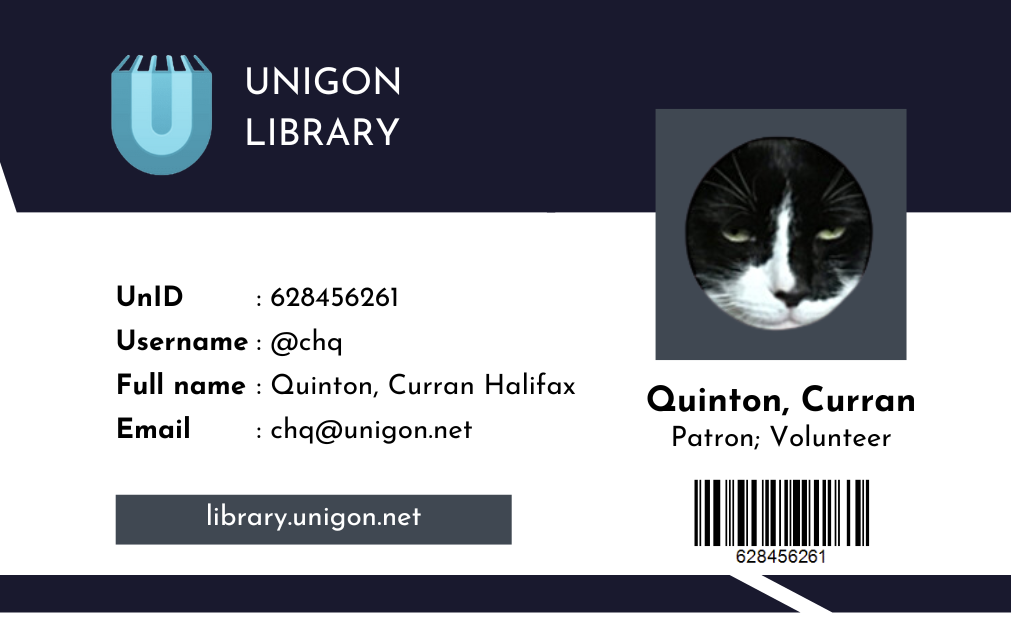 UNIGON
LIBRARY
UnID : 628456261
Username : @chq
Full name : Quinton, Curran Halifax
Email : chq@unigon.net
library.unigon.net
Quinton, Curran
Patron; Volunteer
628456261